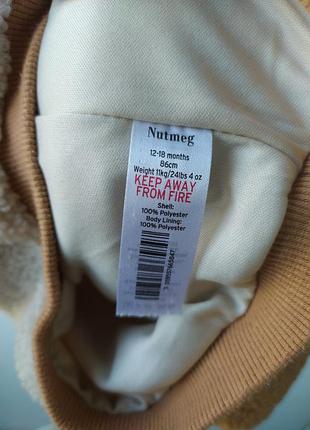 Nutmeg
12-18 months
86cm
Weight 11kg/24lbs 4 oz
KEEP AWAY
FROM FIRE
Shell:
100% Polyester
Body Lining:
100% Polyester